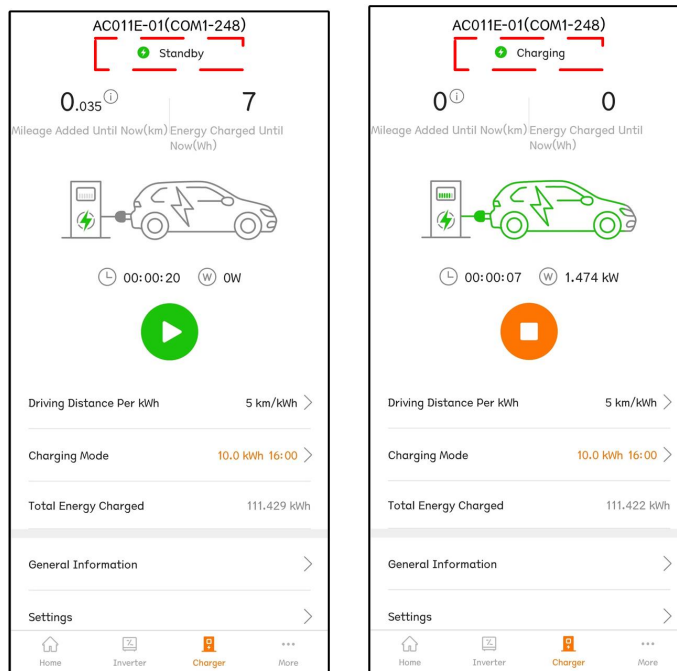 AC011E-01(COM1-248)
Standby
0.035
7
Mileage Added Until Now(km)
Energy Charged Until
Now(Wh)
00:00:20
W
0W
Driving Distance Per kWh
5 km/kWh
Charging Mode
10.0 kWh 16:00
Total Energy Charged
111.429 kWh
General Information
Settings
Home
Inverter
Charger
More
AC011E-01(COM1-248)
Charging
0
0
Mileage Added Until Now(km)
Energy Charged Until
Now(Wh)
00:00:07
W
1.474 kW
Driving Distance Per kWh
5 km/kWh
Charging Mode
10.0 kWh 16:00
Total Energy Charged
111.422 kWh
General Information
Settings
Home
Inverter
Charger
More